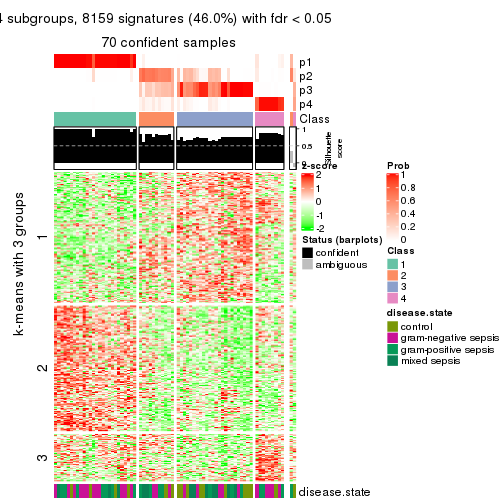 4 subgroups, 8159 signatures (46.0%) with fdr < 0.05
70 confident samples
p1
p2
p3
p4
Class
1
0.5
0
Silhouette
score
z-score
2
1
0
-1
-2
Status (barplots)
confident
ambiguous
Prob
1
0.8
0.6
0.4
0.2
0
Class
1
2
3
4
disease.state
control
gram-negative sepsis
gram-positive sepsis
mixed sepsis
k-means with 3 groups
1
2
3
disease.state